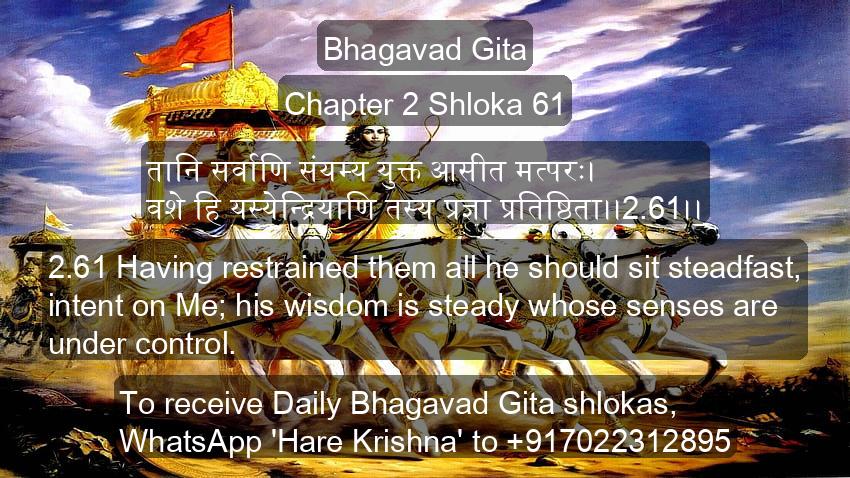 Bhagavad Gita
Chapter 2 Shloka 61
तानि सर्वाणि संयम्य युक्त आसीत मत्परः।
वशे हि यस्येन्द्रियाणि तस्य प्रज्ञा प्रतिष्ठिता।।2.61।।
2.61 Having restrained them all he should sit steadfast,
intent on Me; his wisdom is steady whose senses are
under control.
To receive Daily Bhagavad Gita shlokas,
WhatsApp 'Hare Krishna' to +917022312895